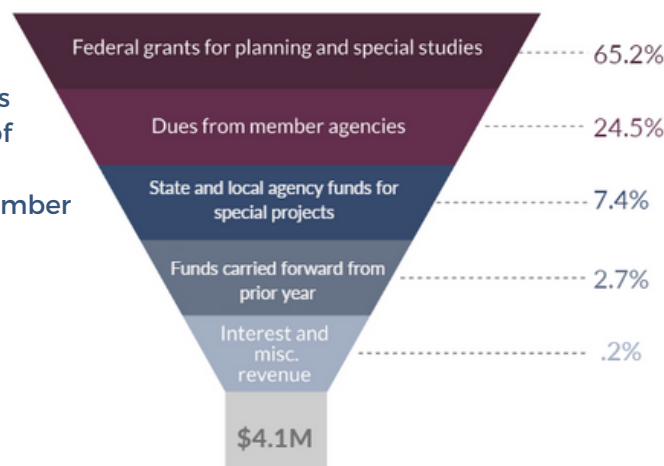 Federal grants for planning and special studies 65.2%
s
of
Dues from member agencies 24.5%
mber
State and local agency funds for
special projects 7.4%
Funds carried forward from
prior year 2.7%
Interest and
misc.
revenue .2%
$4.1M